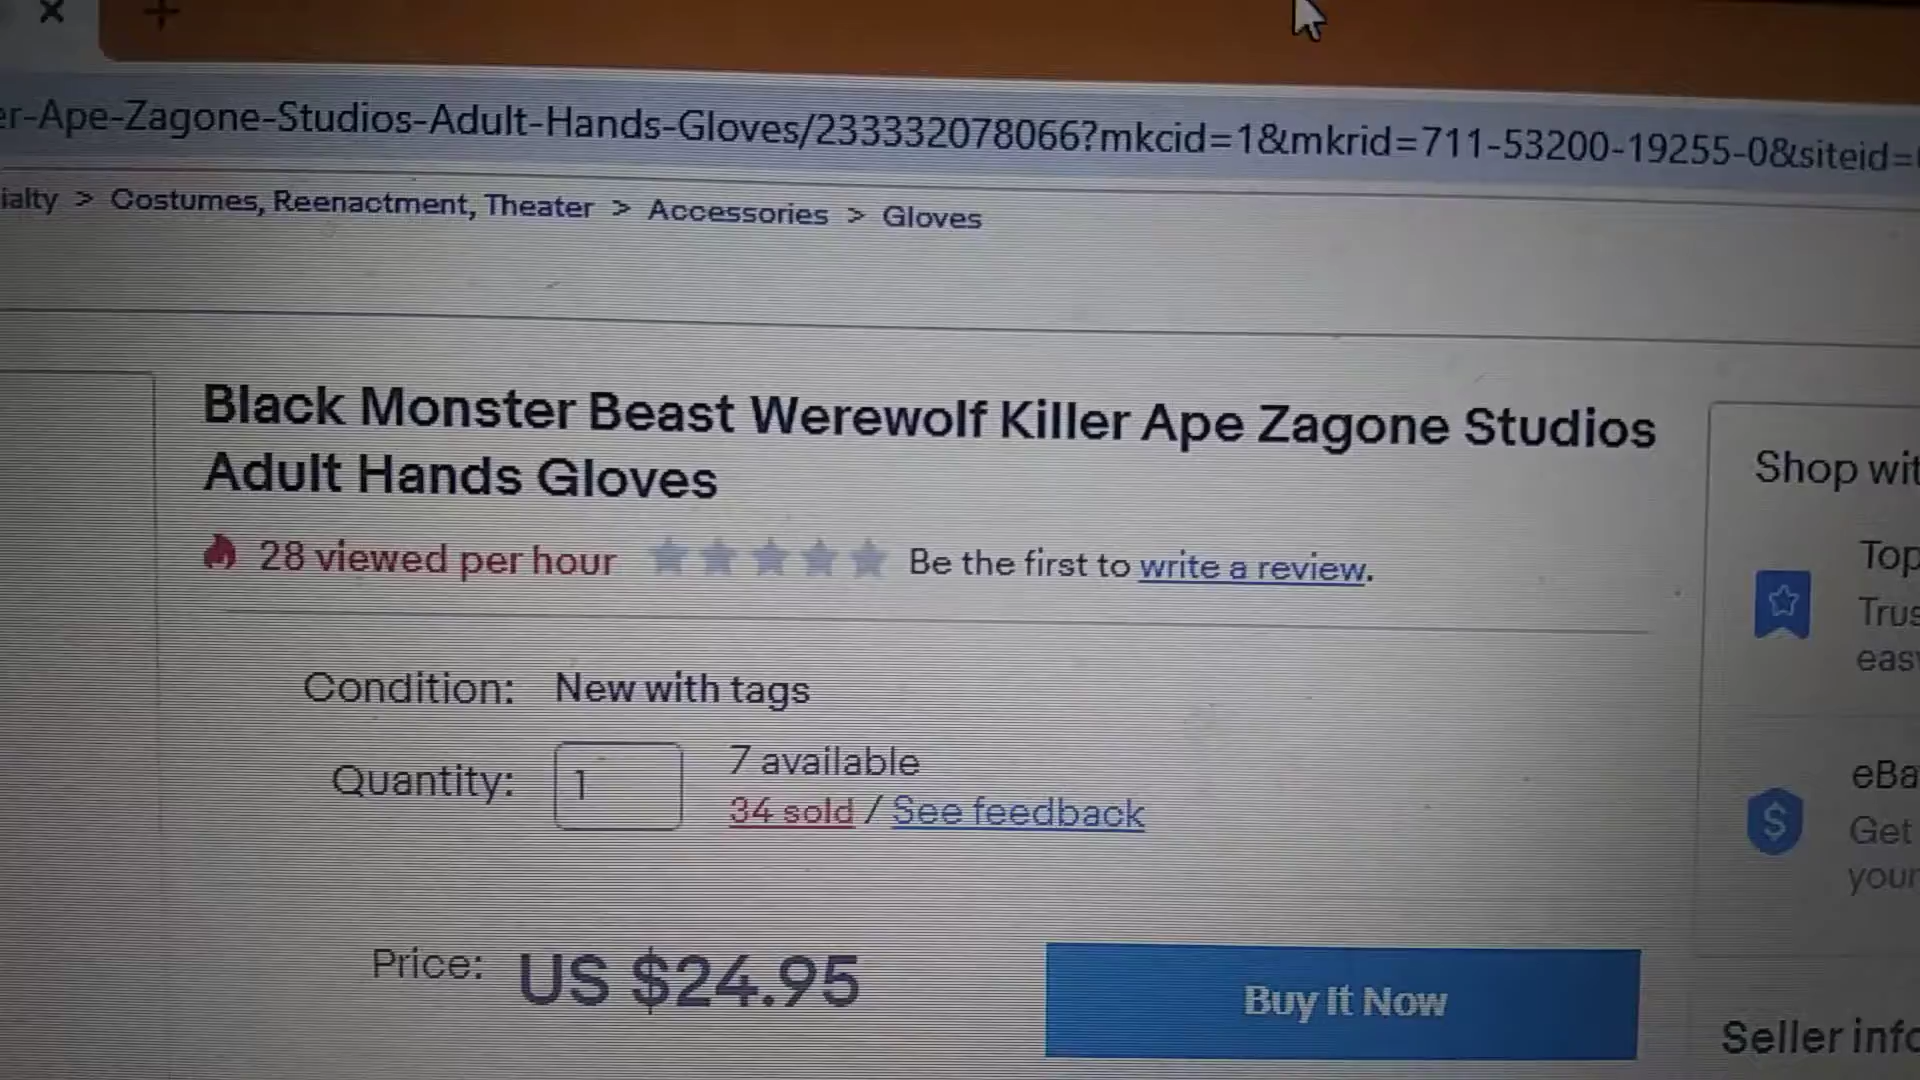 er-Ape-Zagone-Studios-Adult-Hands-Gloves/233332078066?mkcid=1&mkrid=711-53200-19255-0&siteid=
ialty > Costumes, Reenactment, Theater > Accessories > Gloves
Black Monster Beast Werewolf Killer Ape Zagone Studios
Adult Hands Gloves
28 viewed per hour
Be the first to write a review.
Condition: New with tags
Quantity: 1
7 available
34 sold / See feedback
Price: US $24.95
Buy It Now
Shop wit
Top
Trus
easy
eBa
$
Get
your
Seller info